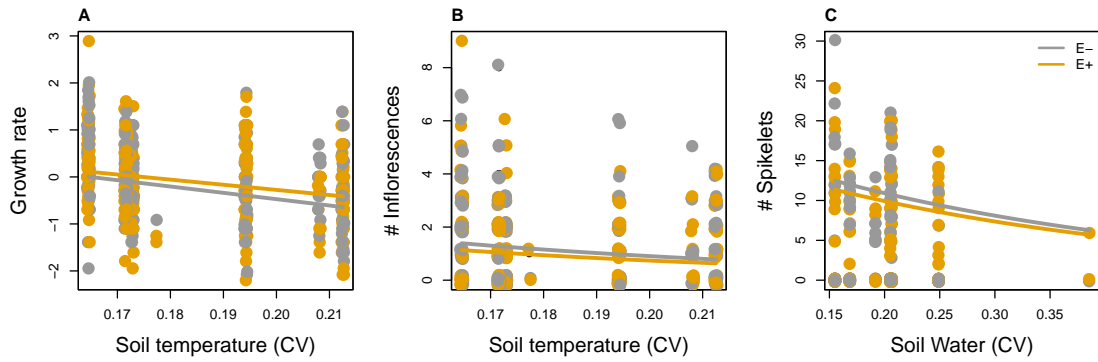 A
Growth rate
3
2
1
0
−1
−2
0.17 0.18 0.19 0.20 0.21
Soil temperature (CV)
B
# Inflorescences
8
6
4
2
0
0.17 0.18 0.19 0.20 0.21
Soil temperature (CV)
C
# Spikelets
30
25
20
15
10
5
0
E−
E+
0.15 0.20 0.25 0.30 0.35
Soil Water (CV)